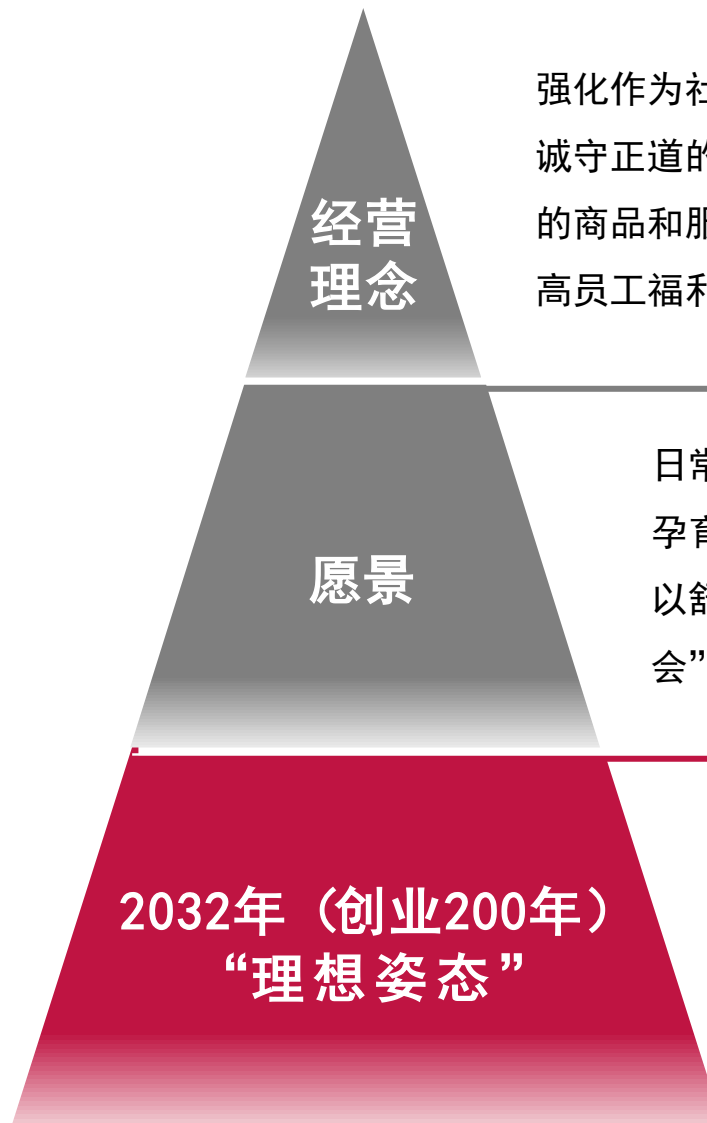 强化作为社
诚守正道的
的商品和服
高员工福利
经营
理念
日常
孕育
以舒
会”
愿景
2032年（创业200年）
“理想姿态”